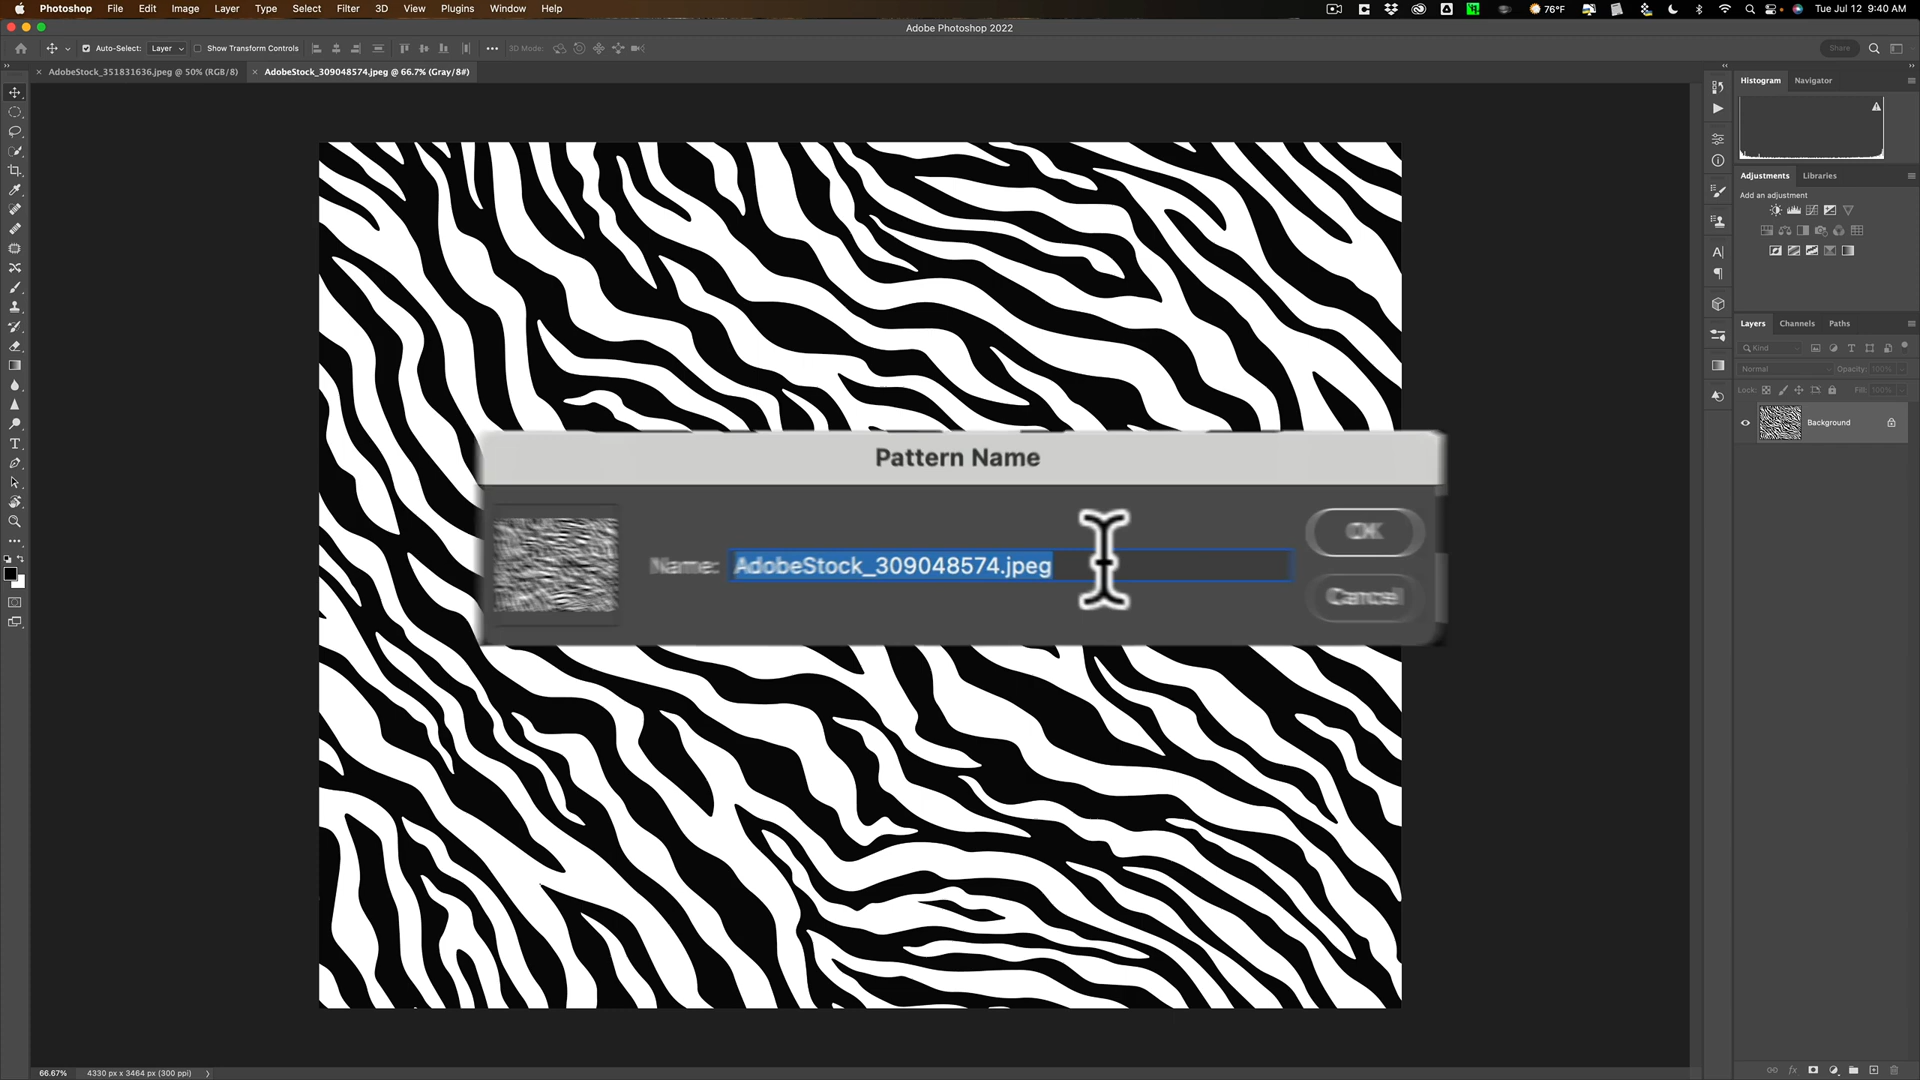 Photoshop File Edit Image Layer Type Select Filter 3D View Plugins Window Help
76°F Tue Jul 12 9:40 AM
Adobe Photoshop 2022
Auto-Select: Layer Show Transform Controls 3D Mode: Share
AdobeStock_351831636.jpeg @ 50% (RGB/8) AdobeStock_309048574.jpeg @ 66.7% (Gray/8#)
Histogram Navigator
Adjustments Libraries
Add an adjustment
Layers Channels Paths
Kind
Normal Opacity: 100%
Lock: Fill: 100%
Background
Pattern Name
Name: AdobeStock_309048574.jpeg
OK
Cancel
66.67% 4330 px x 3464 px (300 ppi)